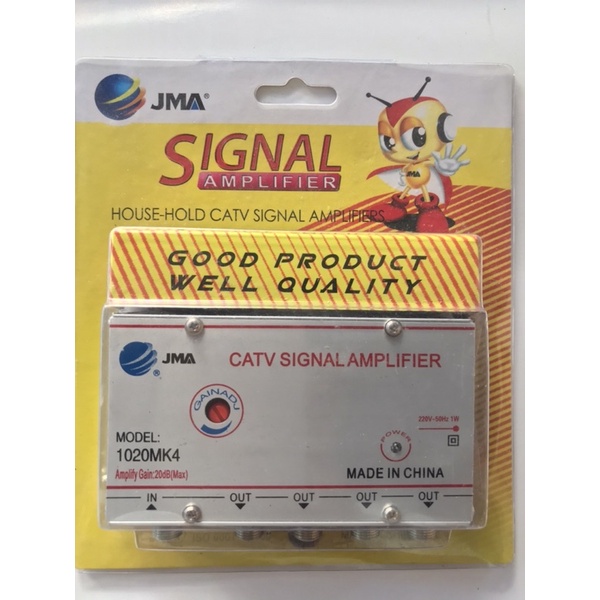 JMA®
SIGNAL
AMPLIFIER
JMA
HOUSE-HOLD CATV SIGNAL AMPLIFIERS
GOOD PRODUCT
WELL QUALITY
JMA
®
CATV SIGNAL AMPLIFIER
GAINADJ
220V~50Hz 1W
POWER
MODEL:
1020MK4
Amplify Gain:20dB(Max)
MADE IN CHINA
IN OUT OUT OUT OUT